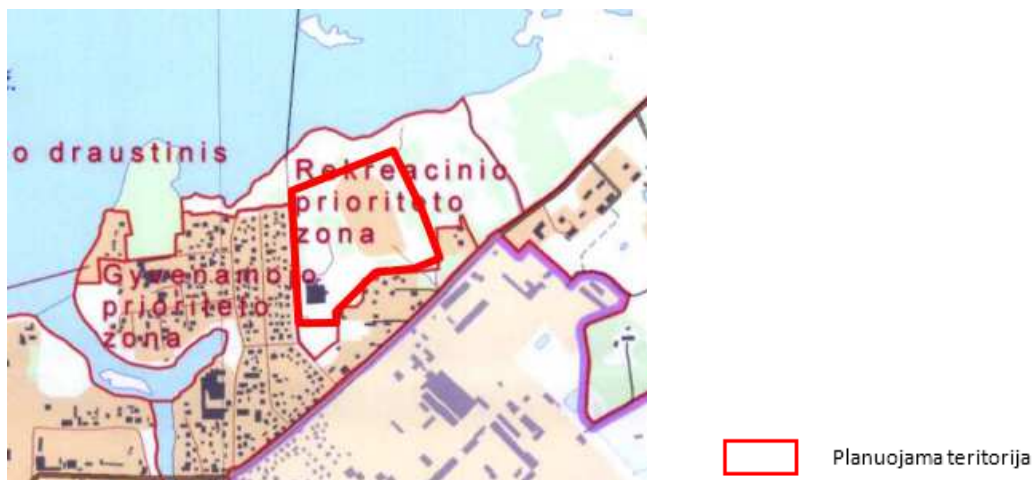 o draustinis
Rekreacinio
prioriteto
zona
Gyvenamojo
prioriteto
zona
Planuojama teritorija